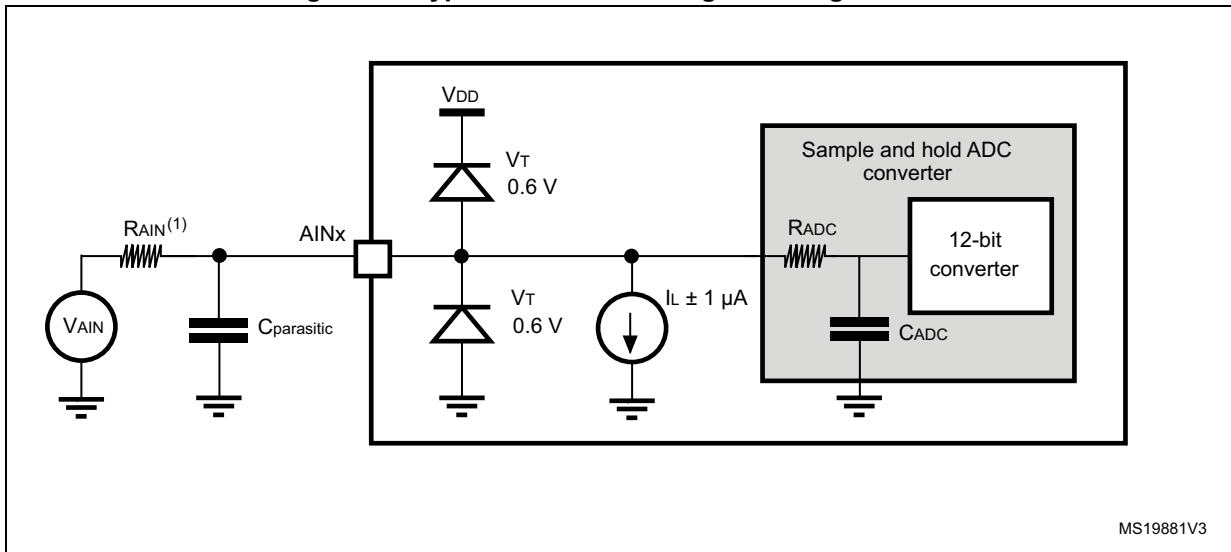 VDD
VT
0.6 V
Sample and hold ADC
converter
RAIN(1)
AINx
RADC
12-bit
converter
VAIN
Cparasitic
VT
0.6 V
IL ± 1 µA
CADC
MS19881V3